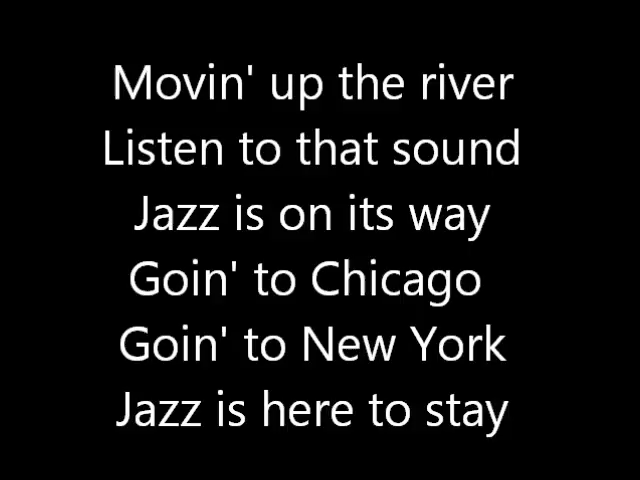 Movin' up the river
Listen to that sound
Jazz is on its way
Goin' to Chicago
Goin' to New York
Jazz is here to stay